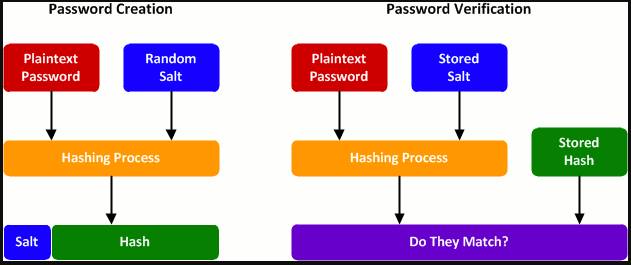 Password Creation
Plaintext
Password
Random
Salt
Hashing Process
Salt
Hash
Password Verification
Plaintext
Password
Stored
Salt
Hashing Process
Stored
Hash
Do They Match?